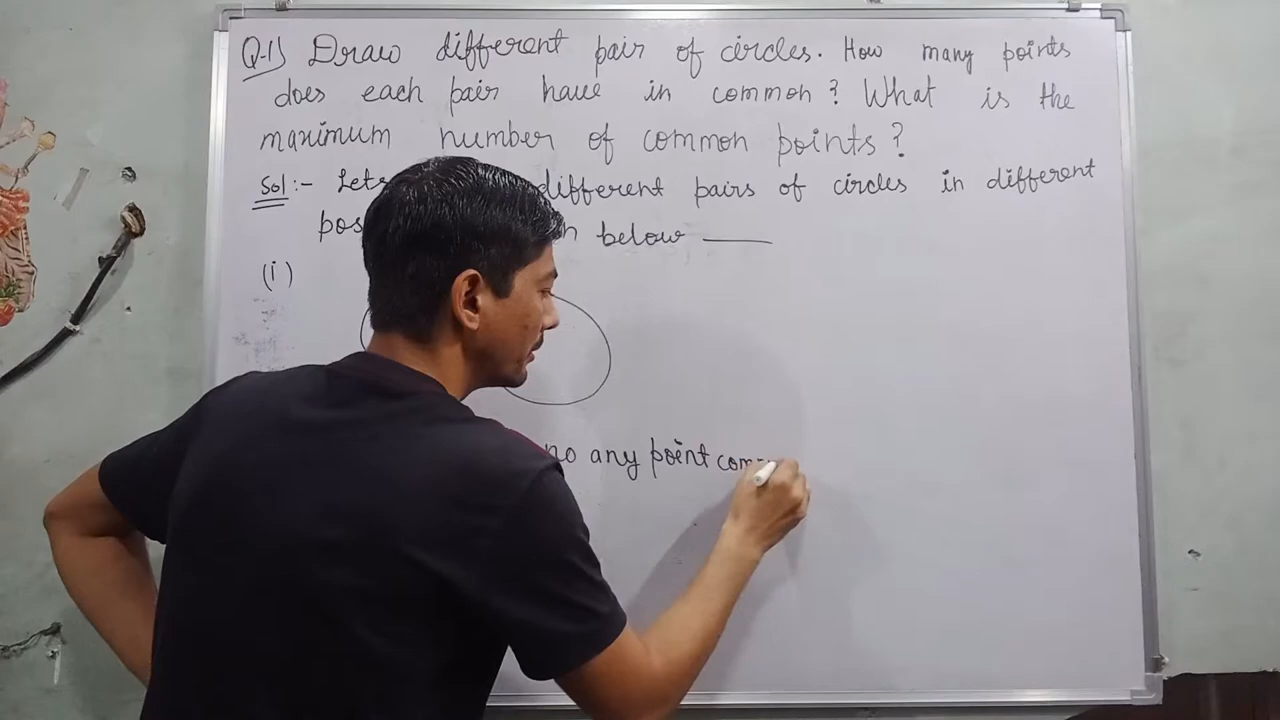 Q.1) Draw different pair of circles. How many points
does each pair have in common? What is the
maximum number of common points?
Sol :- Lets different pairs of circles in different
below
(i)
no any point com